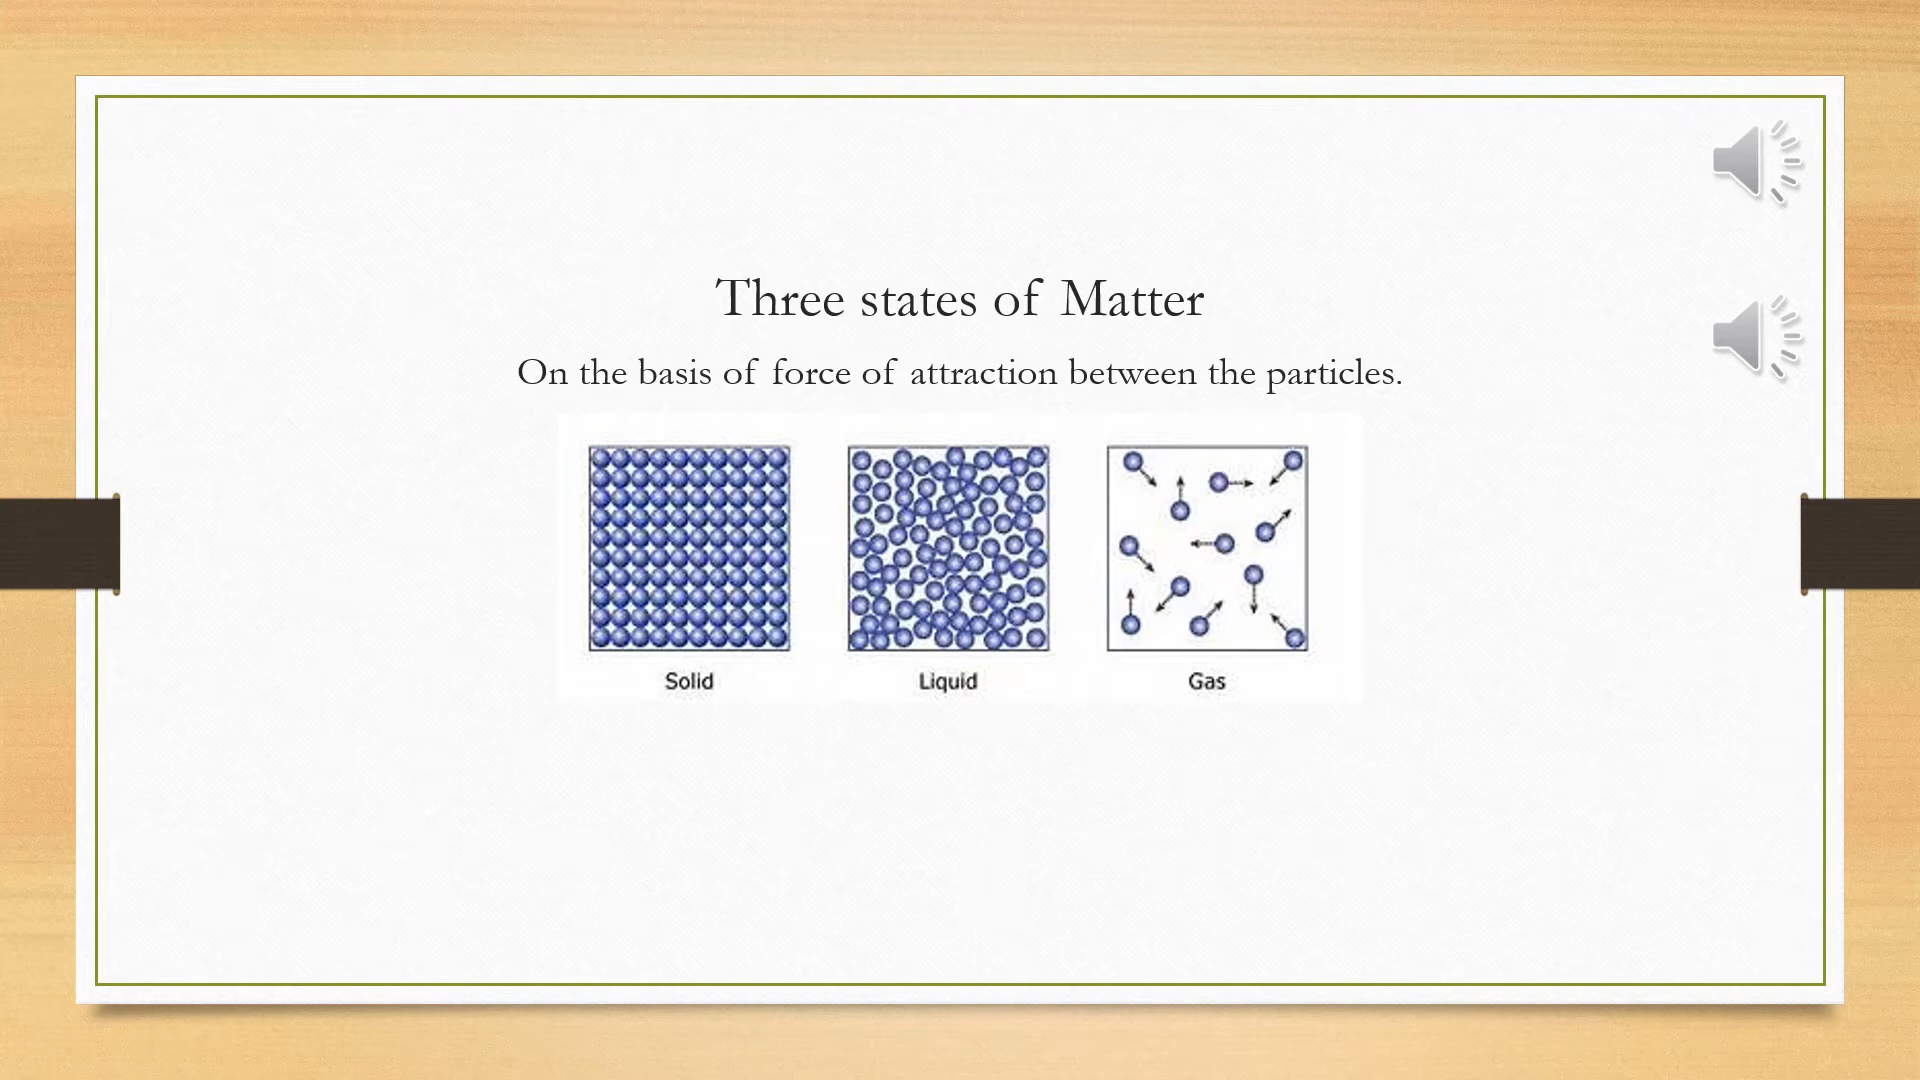 Three states of Matter
On the basis of force of attraction between the particles.
Solid
Liquid
Gas